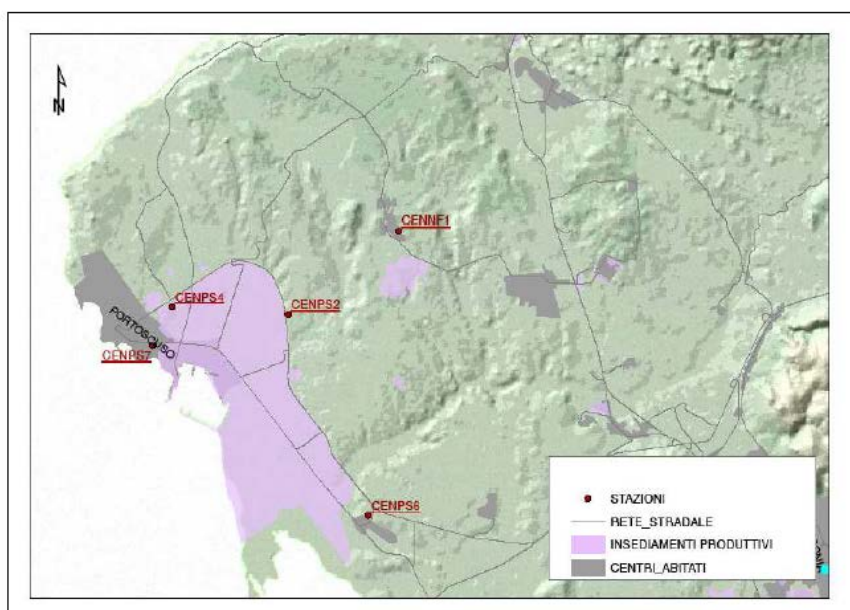 N
CENNF1
CENPS4
CENPS2
PORTOSCUSO
CENPS7
CENPS6
STAZIONI
RETE_STRADALE
INSEDIAMENTI PRODUTTIVI
CENTRI_ABITATI